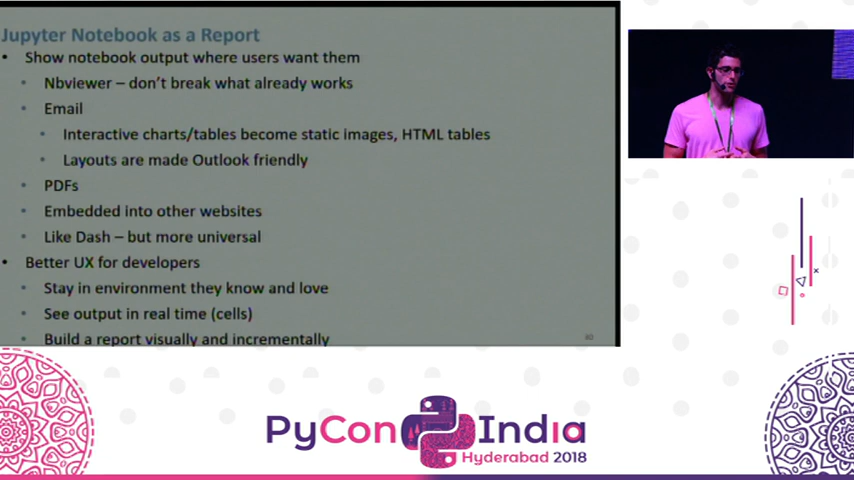 Jupyter Notebook as a Report
• Show notebook output where users want them
• Nbviewer – don't break what already works
• Email
• Interactive charts/tables become static images, HTML tables
• Layouts are made Outlook friendly
• PDFs
• Embedded into other websites
• Like Dash – but more universal
• Better UX for developers
• Stay in environment they know and love
• See output in real time (cells)
• Build a report visually and incrementally
PyCon India
Hyderabad 2018